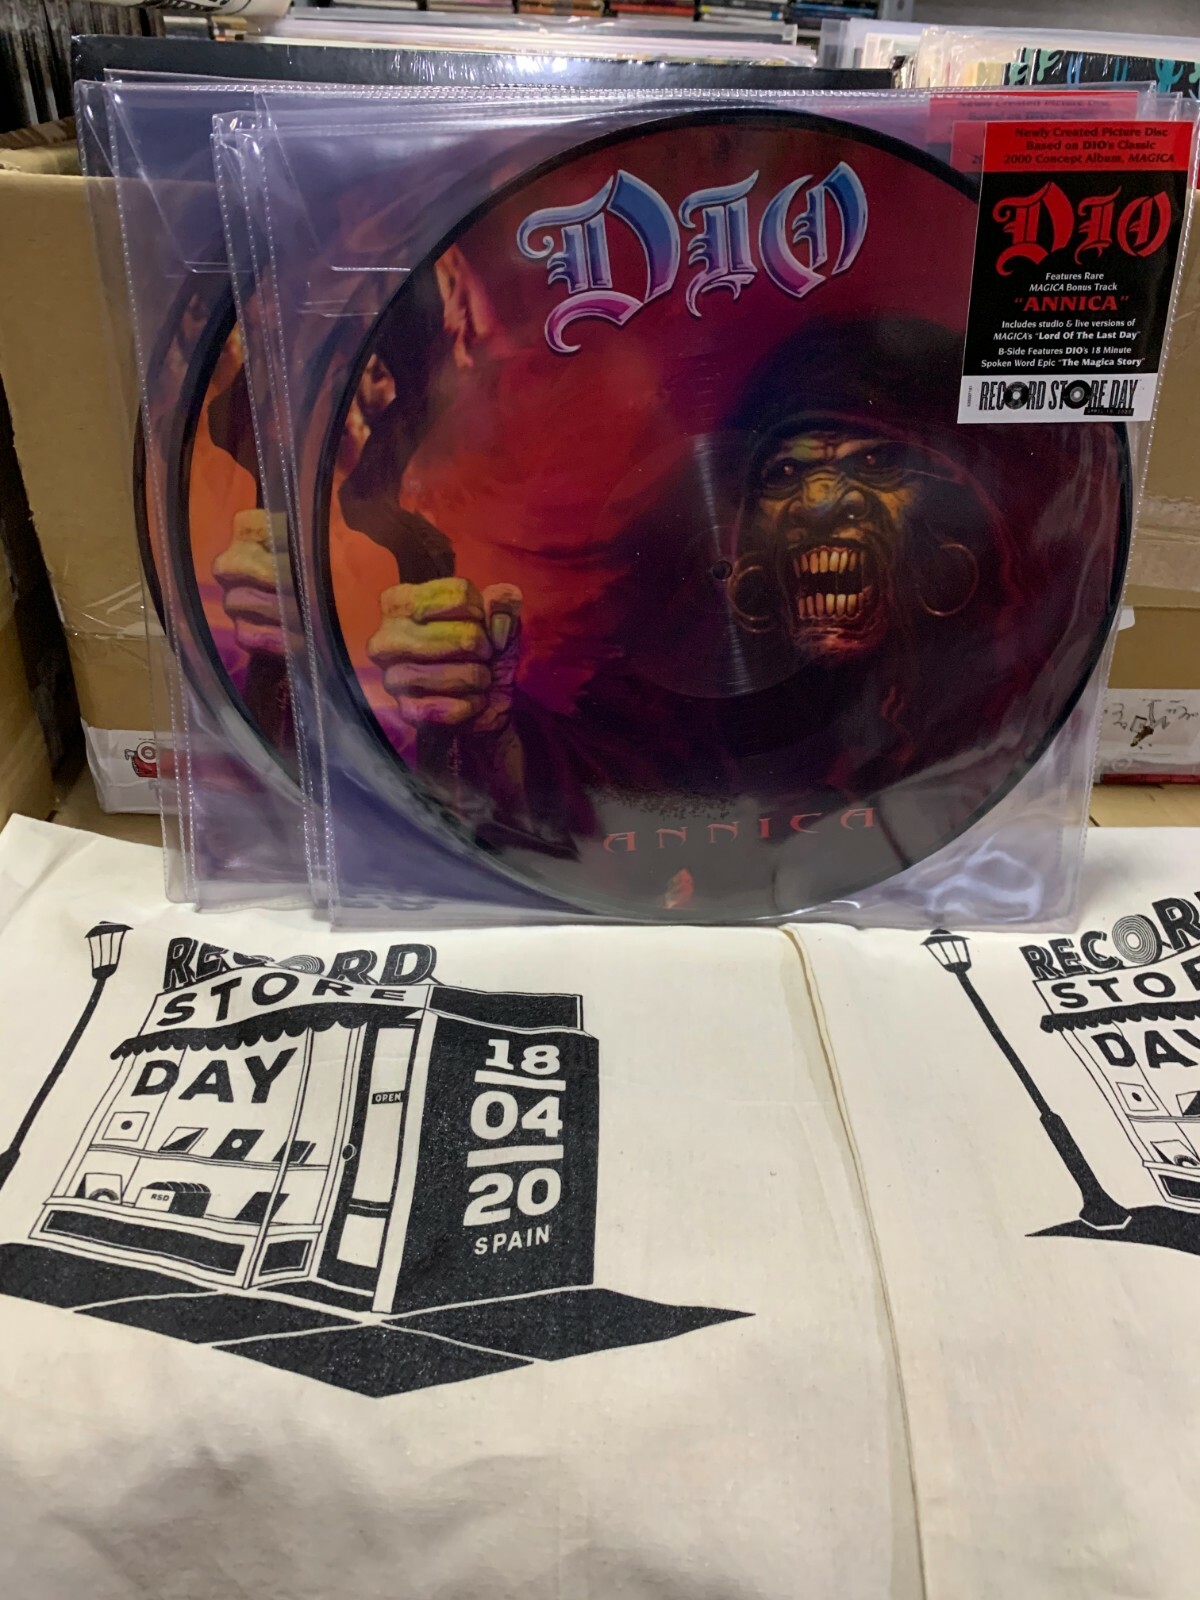 Newly Created Picture Disc
Based on DIO's Classic
2000 Concept Album, MAGICA
DIO
DIO
Features Rare
MAGICA Bonus Track
"ANNICA"
Includes studio & live versions of
MAGICA's "Lord Of The Last Day"
B-Side Features DIO's 18 Minute
Spoken Word Epic "The Magica Story"
RECORD STORE DAY
ANNICA
RECORD
STORE
DAY
OPEN
RSD
18
04
20
SPAIN
RECOR
STOR
DAY